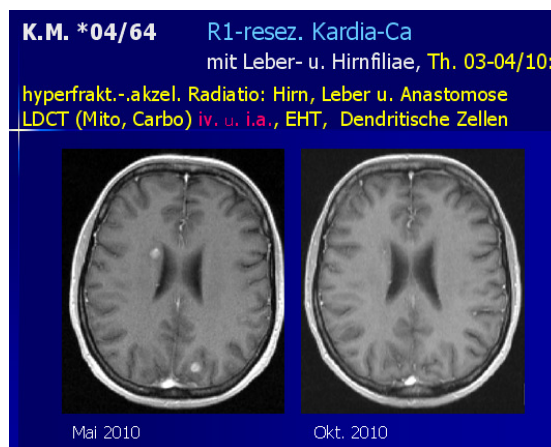 K.M. *04/64 R1-resez. Kardia-Ca
mit Leber- u. Hirnfiliae, Th. 03-04/10:
hyperfrakt.-.akzel. Radiatio: Hirn, Leber u. Anastomose
LDCT (Mito, Carbo) iv. u. i.a., EHT, Dendritische Zellen
Mai 2010 Okt. 2010